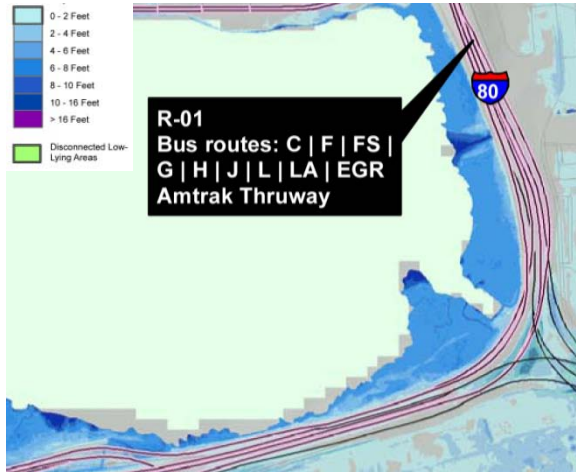 0 - 2 Feet
2 - 4 Feet
4 - 6 Feet
6 - 8 Feet
8 - 10 Feet
10 - 16 Feet
> 16 Feet
Disconnected Low-
Lying Areas
R-01
Bus routes: C | F | FS |
G | H | J | L | LA | EGR
Amtrak Thruway
80